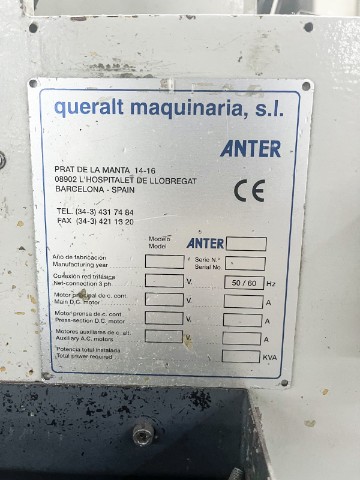 queralt maquinaria, s.l.
ANTER
PRAT DE LA MANTA 14-16
08902 L'HOSPITALET DE LLOBREGAT
BARCELONA - SPAIN
CE
TEL. (34-3) 431 74 84
FAX (34-3) 421 13 20
Modelo
Model ANTER
Año de fabricación Serie N.°
Manufacturing year Serial No.
Conexión red trifásica
Net-connection 3 ph V. 50 / 60 Hz
Motor principal de c. cont.
Main D.C. motor V. A
Motor prensa de c. cont.
Press-section D.C. motor V. A
Motores auxiliares de c. alt.
Auxiliary A.C. motors V. A
Potencia total instalada
Total power required KVA